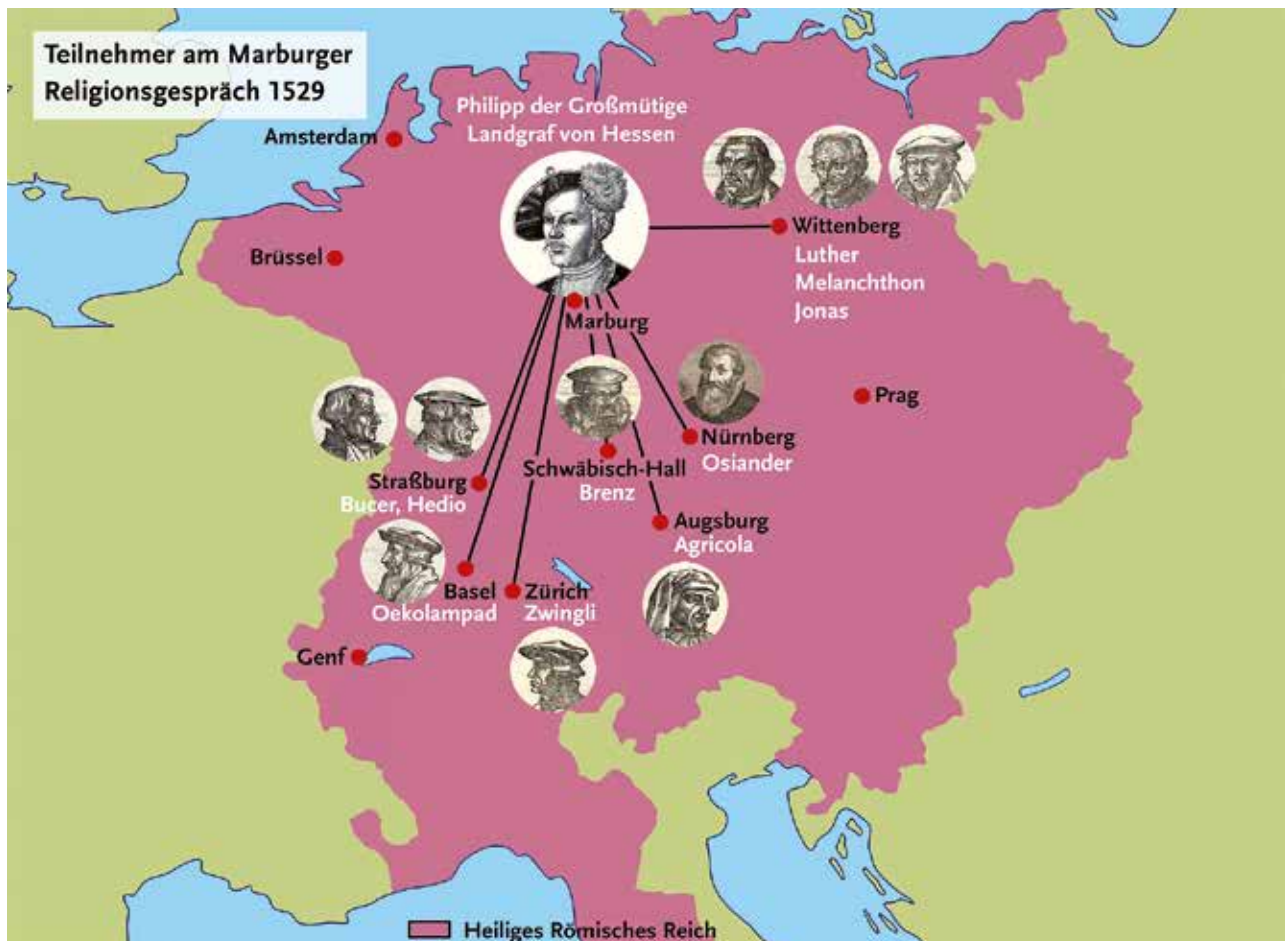 Teilnehmer am Marburger
Religionsgespräch 1529
Philipp der Großmütige
Landgraf von Hessen
Amsterdam
Wittenberg
Luther
Melanchthon
Jonas
Brüssel
Marburg
Prag
Nürnberg
Osiander
Schwäbisch-Hall
Brenz
Straßburg
Bucer, Hedio
Augsburg
Agricola
Basel
Oekolampad
Zürich
Zwingli
Genf
Heiliges Römisches Reich